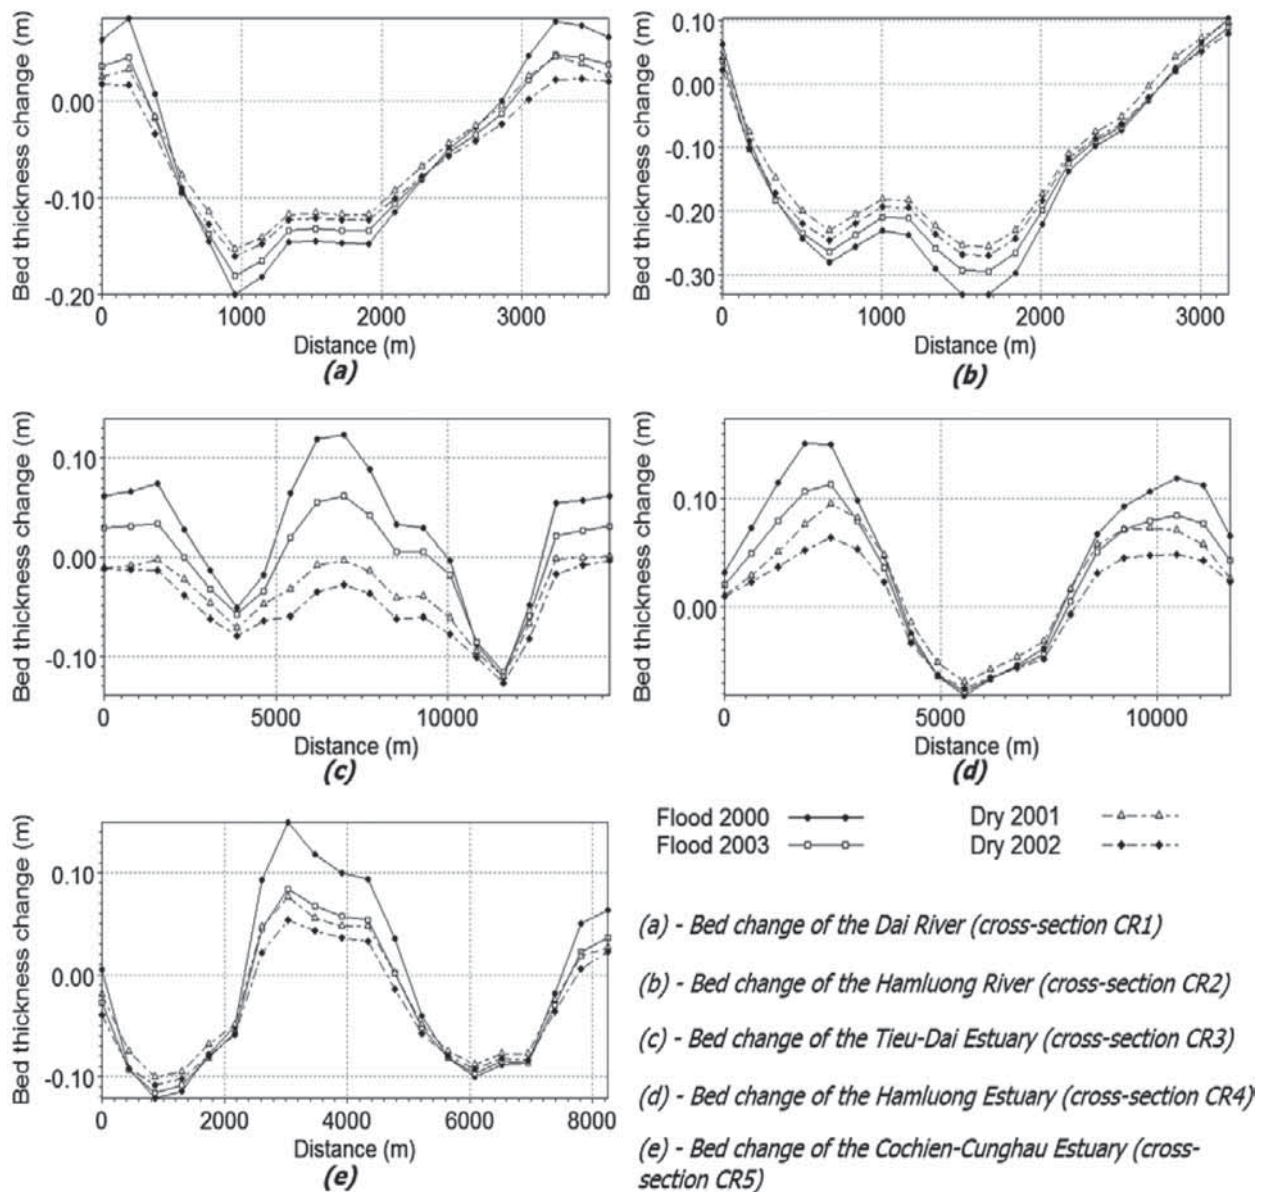 Bed thickness change (m)
0.00
-0.10
-0.20
0
1000
2000
3000
Distance (m)
(a)
Bed thickness change (m)
0.10
0.00
-0.10
-0.20
-0.30
0
1000
2000
3000
Distance (m)
(b)
Bed thickness change (m)
0.10
0.00
-0.10
0
5000
10000
Distance (m)
(c)
Bed thickness change (m)
0.10
0.00
0
5000
10000
Distance (m)
(d)
Bed thickness change (m)
0.10
0.00
-0.10
0
2000
4000
6000
8000
Distance (m)
(e)
Flood 2000
Dry 2001
Flood 2003
Dry 2002
(a) - Bed change of the Dai River (cross-section CR1)
(b) - Bed change of the Hamluong River (cross-section CR2)
(c) - Bed change of the Tieu-Dai Estuary (cross-section CR3)
(d) - Bed change of the Hamluong Estuary (cross-section CR4)
(e) - Bed change of the Cochien-Cunghau Estuary (cross-
section CR5)